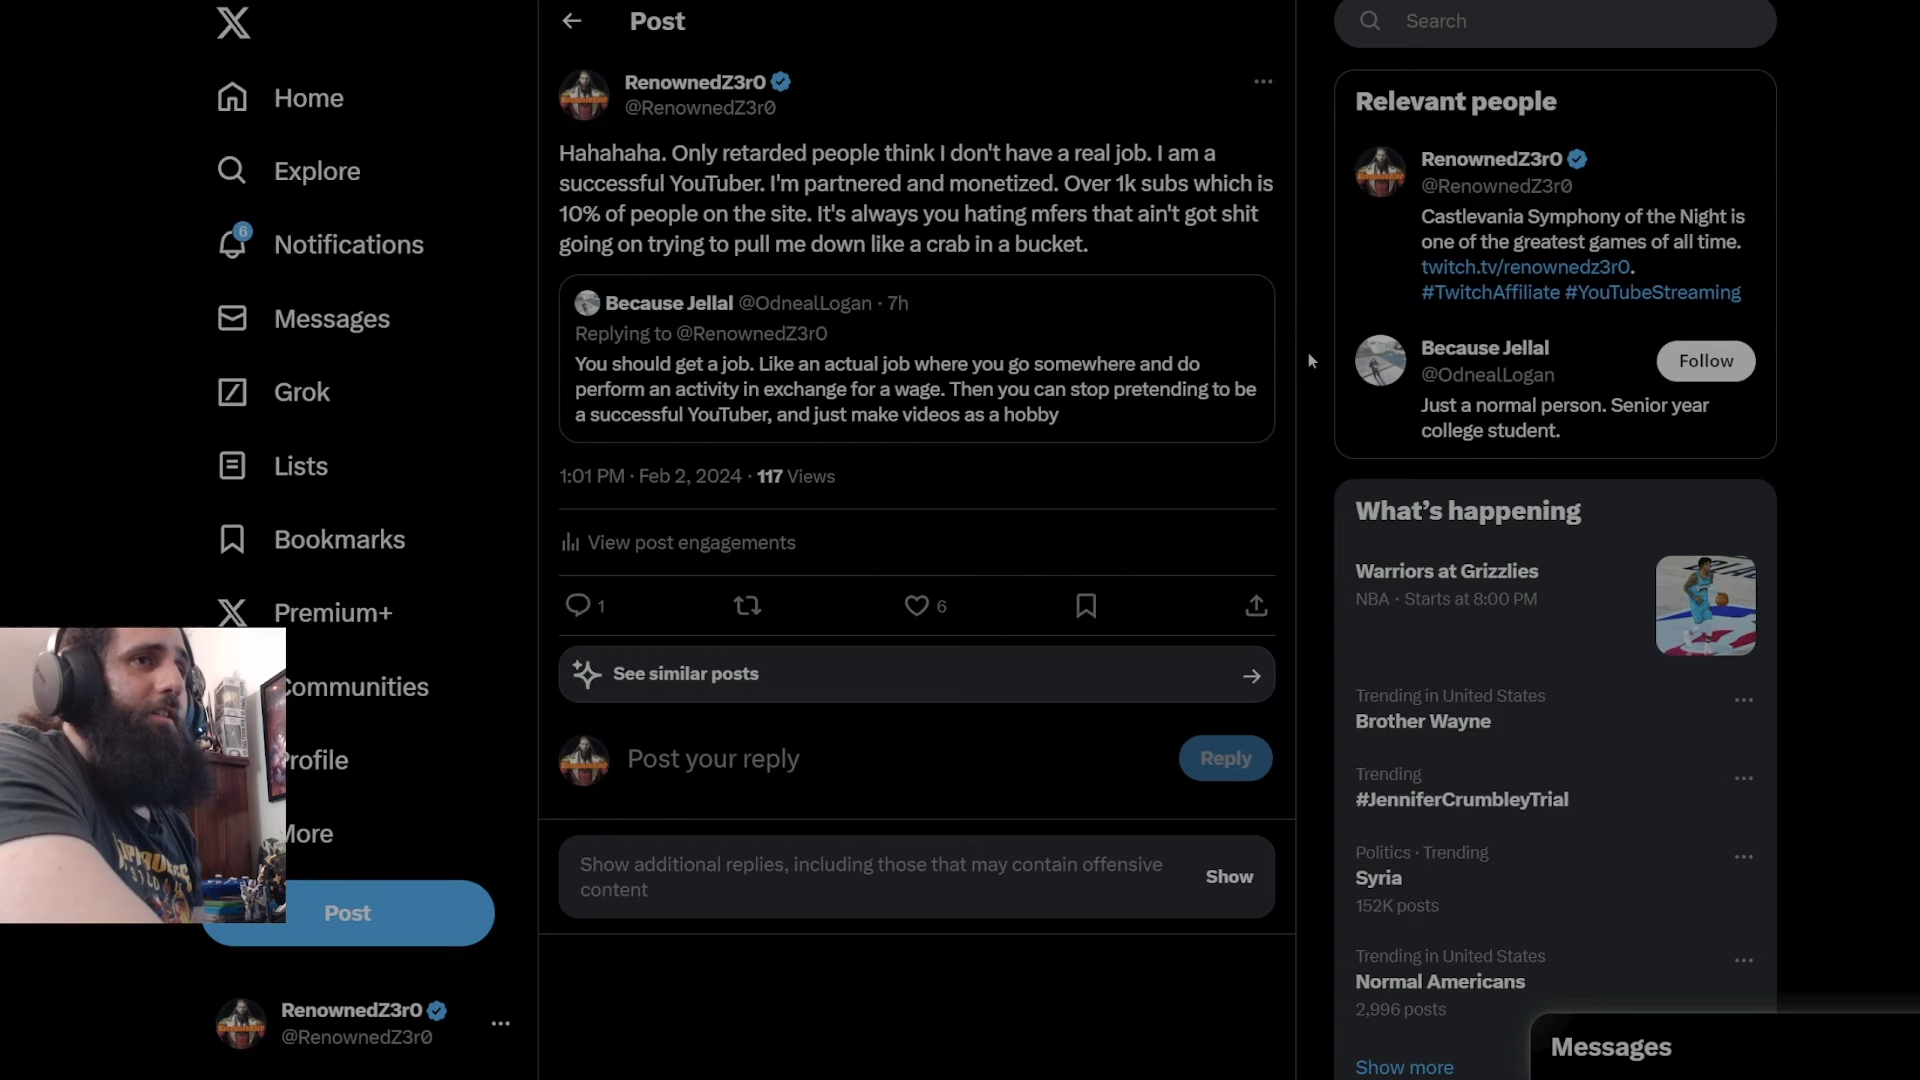 Post
Search
Home
Explore
6
Notifications
Messages
Grok
Lists
Bookmarks
Premium+
Communities
Profile
More
Post
RenownedZ3r0
@RenownedZ3r0
RenownedZ3r0
@RenownedZ3r0
Hahahaha. Only retarded people think I don't have a real job. I am a
successful YouTuber. I'm partnered and monetized. Over 1k subs which is
10% of people on the site. It's always you hating mfers that ain't got shit
going on trying to pull me down like a crab in a bucket.
Because Jellal @OdnealLogan · 7h
Replying to @RenownedZ3r0
You should get a job. Like an actual job where you go somewhere and do
perform an activity in exchange for a wage. Then you can stop pretending to be
a successful YouTuber, and just make videos as a hobby
1:01 PM · Feb 2, 2024 · 117 Views
View post engagements
1
6
See similar posts
Post your reply
Reply
Show additional replies, including those that may contain offensive
content
Show
Relevant people
RenownedZ3r0
@RenownedZ3r0
Castlevania Symphony of the Night is
one of the greatest games of all time.
twitch.tv/renownedz3r0.
#TwitchAffiliate #YouTubeStreaming
Because Jellal
@OdnealLogan
Follow
Just a normal person. Senior year
college student.
What's happening
Warriors at Grizzlies
NBA · Starts at 8:00 PM
Trending in United States
Brother Wayne
Trending
#JenniferCrumbleyTrial
Politics · Trending
Syria
152K posts
Trending in United States
Normal Americans
2,996 posts
Show more
Messages